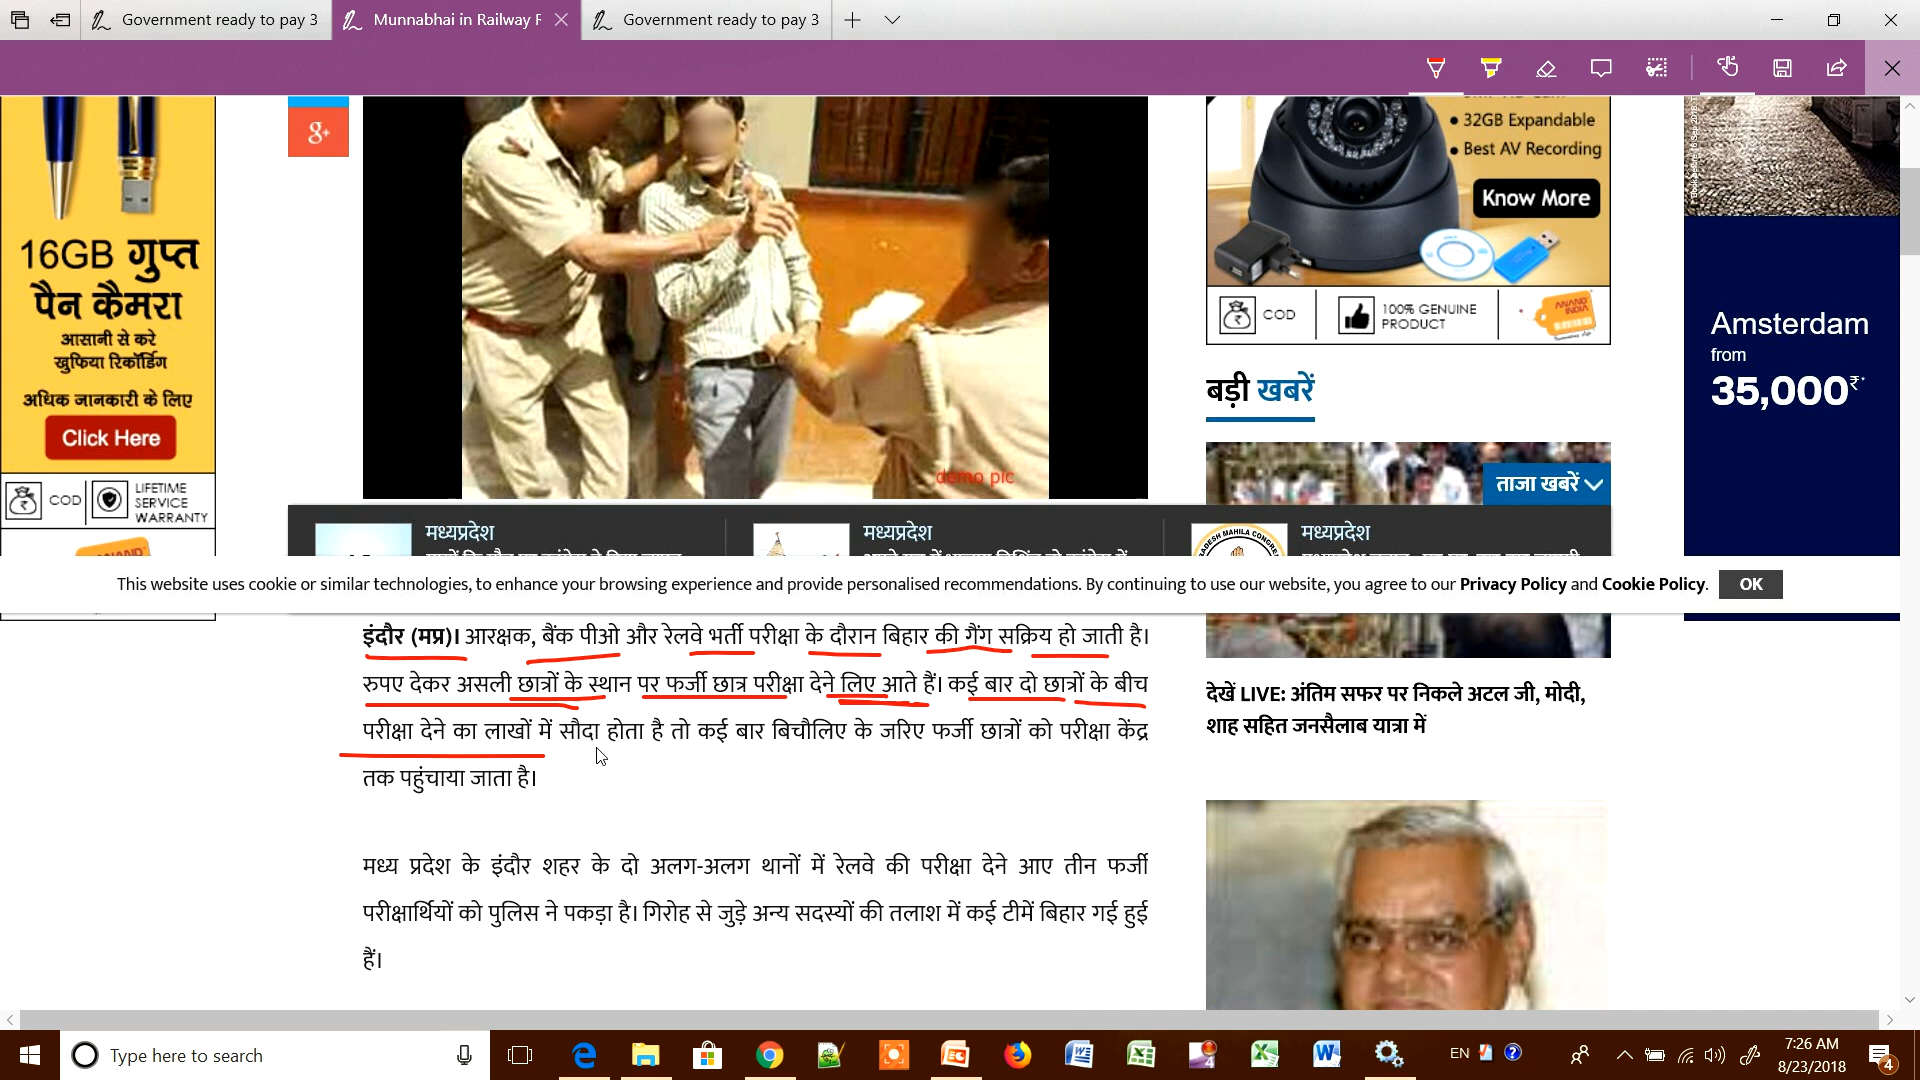 Government ready to pay 3
Munnabhai in Railway F
Government ready to pay 3
16GB गुप्त
पैन कैमरा
आसानी से करे
खुफिया रिकॉर्डिंग
अधिक जानकारी के लिए
Click Here
COD
LIFETIME
SERVICE
WARRANTY
g+
demo pic
• 32GB Expandable
• Best AV Recording
Know More
COD
100% GENUINE
PRODUCT
ANAND
INDIA
Amsterdam
from
35,000₹*
बड़ी खबरें
ताजा खबरें
मध्यप्रदेश
मध्यप्रदेश
मध्यप्रदेश
This website uses cookie or similar technologies, to enhance your browsing experience and provide personalised recommendations. By continuing to use our website, you agree to our Privacy Policy and Cookie Policy. OK
इंदौर (मप्र)। आरक्षक, बैंक पीओ और रेलवे भर्ती परीक्षा के दौरान बिहार की गैंग सक्रिय हो जाती है।
रुपए देकर असली छात्रों के स्थान पर फर्जी छात्र परीक्षा देने लिए आते हैं। कई बार दो छात्रों के बीच
परीक्षा देने का लाखों में सौदा होता है तो कई बार बिचौलिए के जरिए फर्जी छात्रों को परीक्षा केंद्र
तक पहुंचाया जाता है।
मध्य प्रदेश के इंदौर शहर के दो अलग-अलग थानों में रेलवे की परीक्षा देने आए तीन फर्जी
परीक्षार्थियों को पुलिस ने पकड़ा है। गिरोह से जुड़े अन्य सदस्यों की तलाश में कई टीमें बिहार गई हुई
हैं।
देखें LIVE: अंतिम सफर पर निकले अटल जी, मोदी,
शाह सहित जनसैलाब यात्रा में
Type here to search
EN
7:26 AM
8/23/2018
4